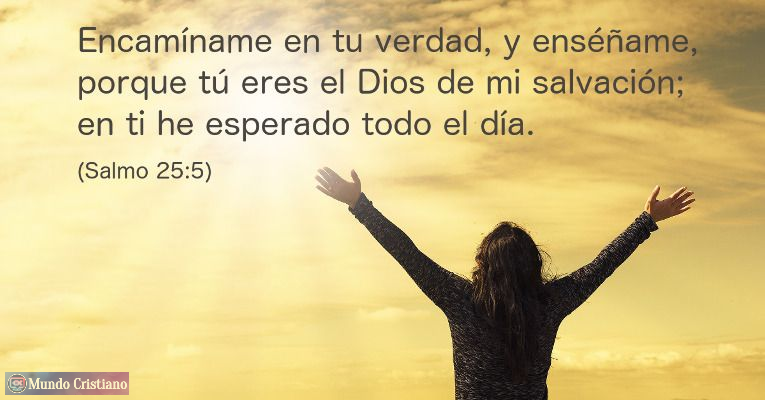 Encamíname en tu verdad, y enséñame,
porque tú eres el Dios de mi salvación;
en ti he esperado todo el día.
(Salmo 25:5)
Mundo Cristiano